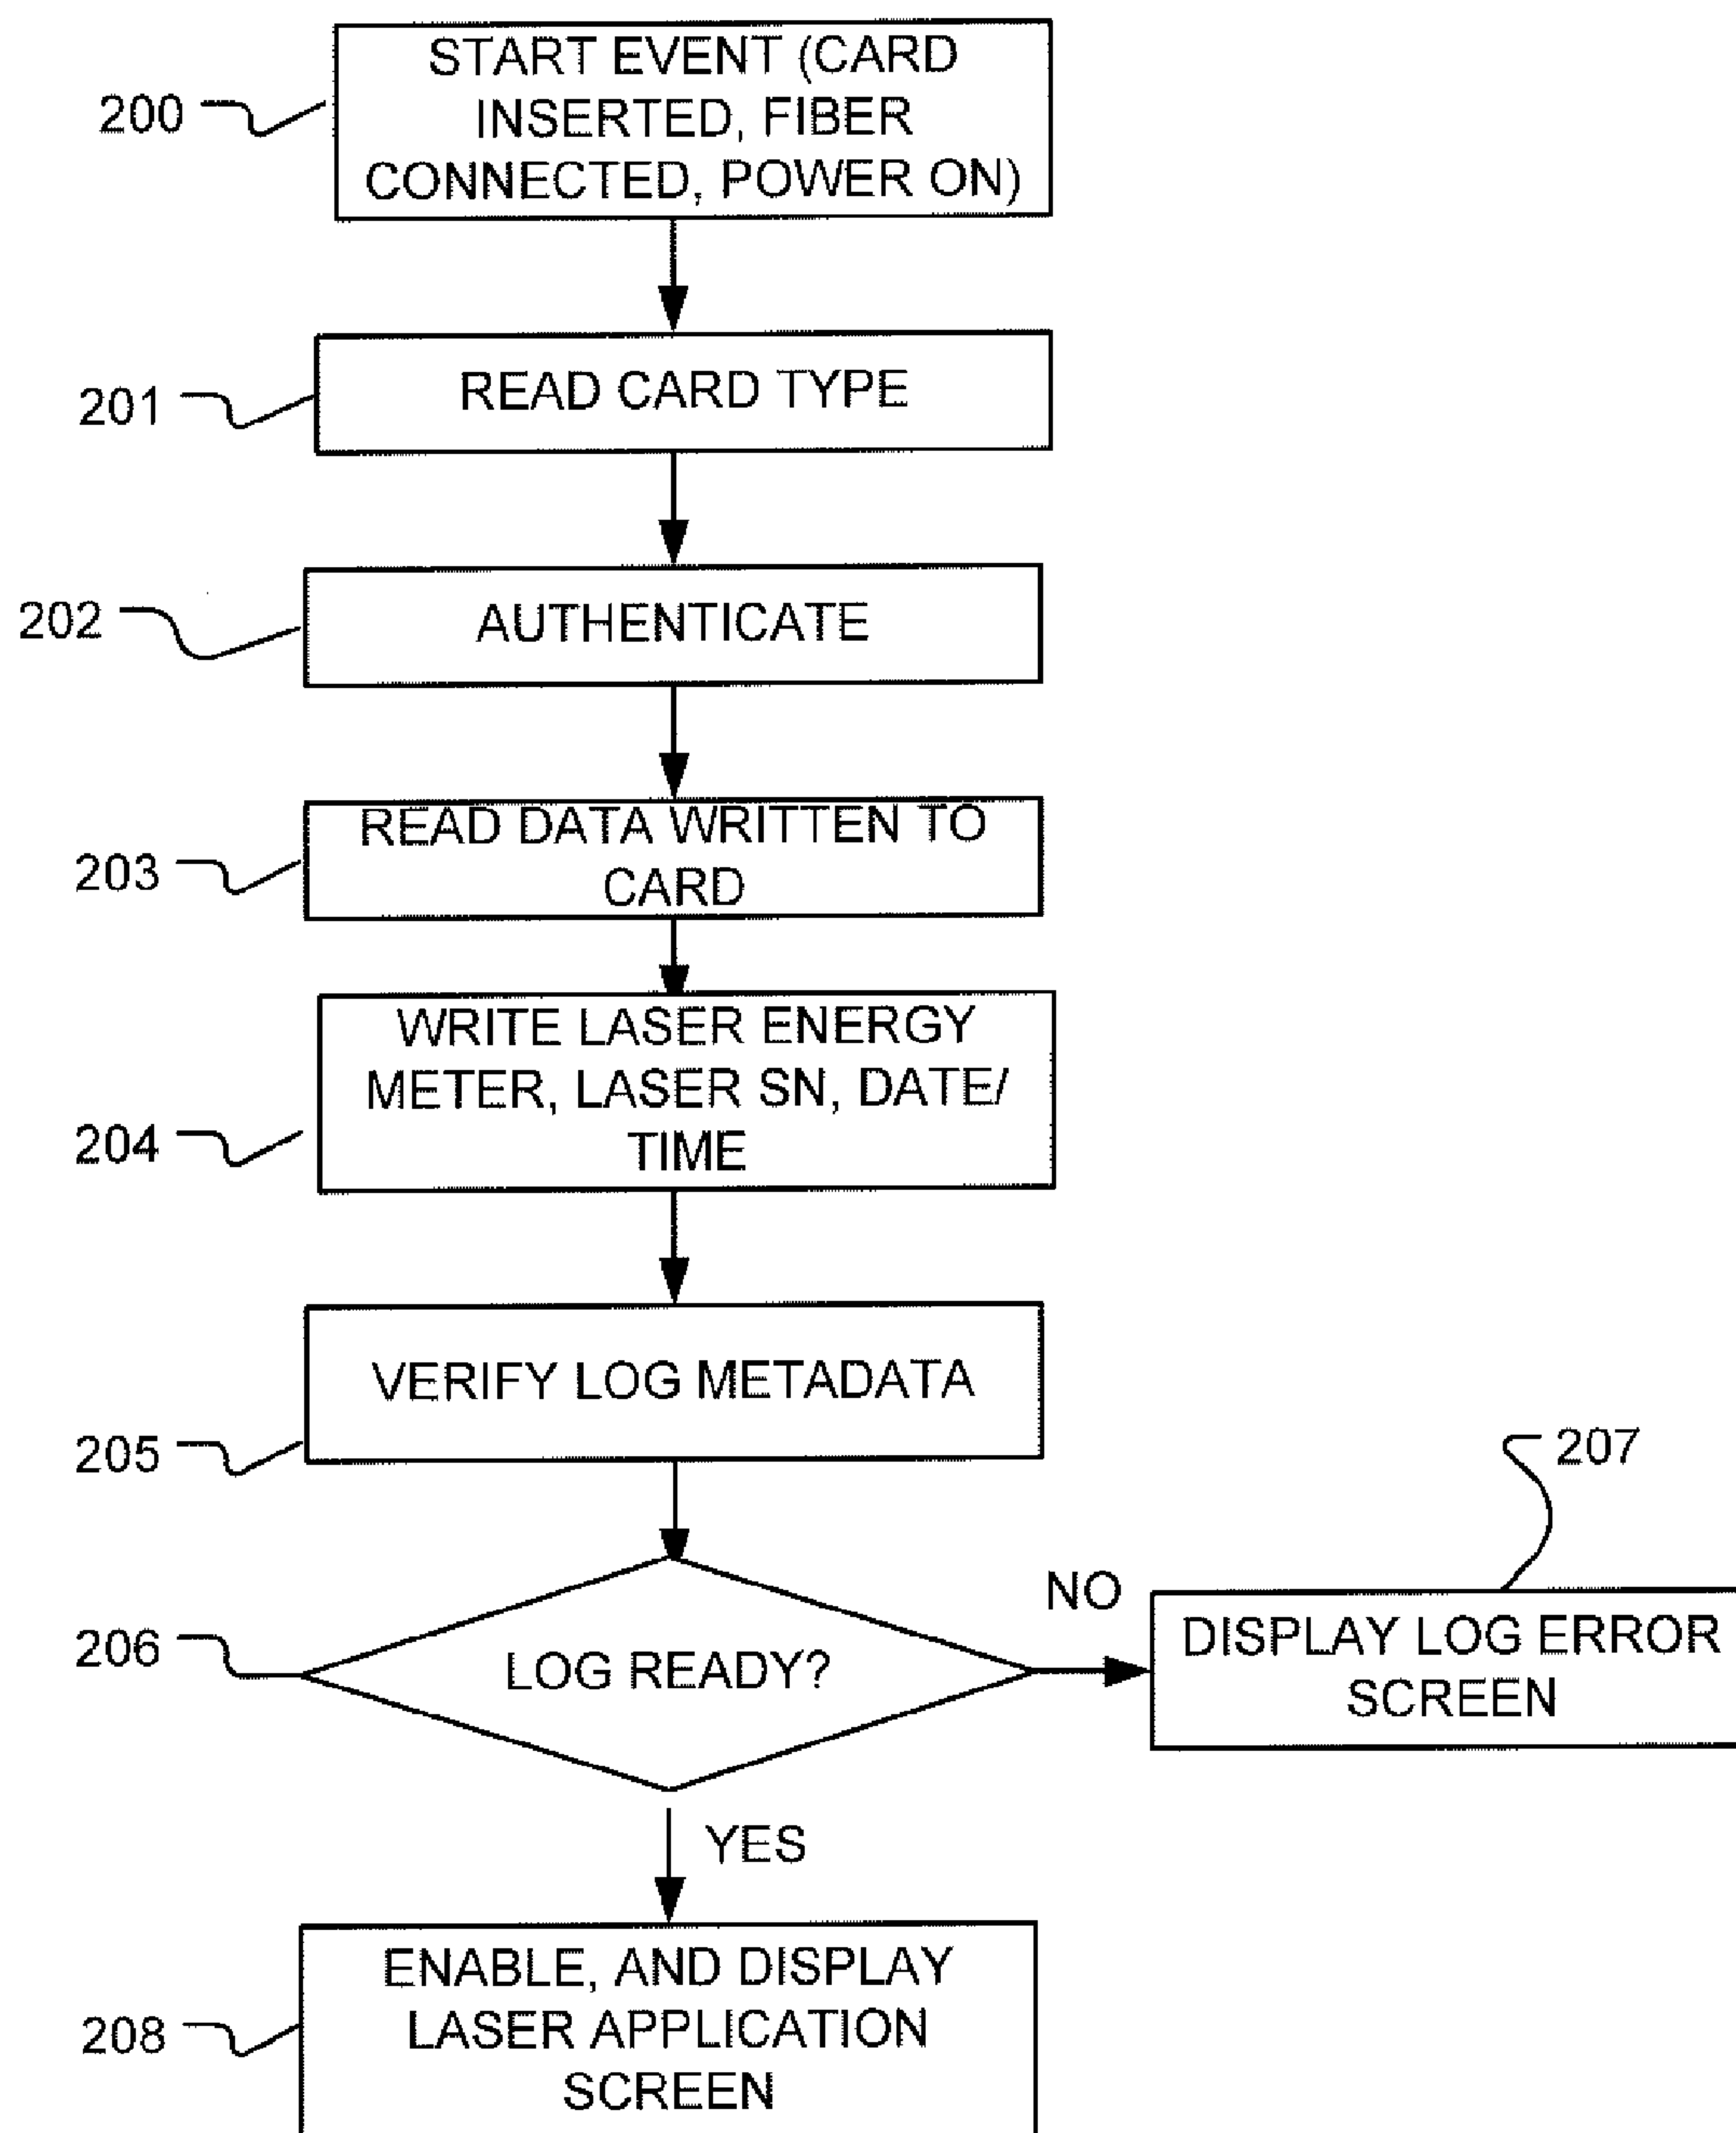 START EVENT (CARD
INSERTED, FIBER
CONNECTED, POWER ON)
200
READ CARD TYPE
201
AUTHENTICATE
202
READ DATA WRITTEN TO
CARD
203
WRITE LASER ENERGY
METER, LASER SN, DATE/
TIME
204
VERIFY LOG METADATA
205
207
NO
DISPLAY LOG ERROR
SCREEN
206
LOG READY?
YES
ENABLE, AND DISPLAY
LASER APPLICATION
SCREEN
208